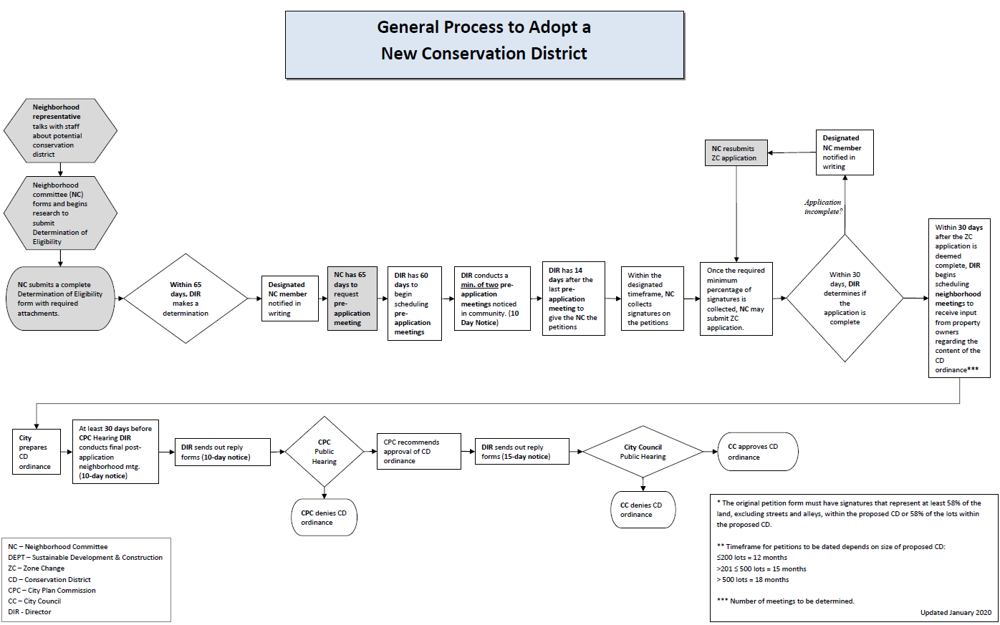 General Process to Adopt a
New Conservation District
Neighborhood
representative
talks with staff
about potential
conservation
district
Neighborhood
committee (NC)
forms and begins
research to
submit
Determination of
Eligibility
NC submits a complete
Determination of Eligibility
form with required
attachments.
Within 65
days, DIR
makes a
determination
Designated
NC member
notified in
writing
NC has 65
days to
request
pre-
application
meeting
DIR has 60
days to
begin
scheduling
pre-
application
meetings
DIR conducts a
min. of two pre-
application
meetings noticed
in community. (10
Day Notice)
DIR has 14
days after the
last pre-
application
meeting to
give the NC the
petitions
Within the
designated
timeframe, NC
collects
signatures on
the petitions
Once the required
minimum
percentage of
signatures is
collected, NC may
submit ZC
application.
NC resubmits
ZC application
Designated
NC member
notified in
writing
Application
incomplete?
Within 30
days, DIR
determines if
the
application is
complete
Within 30 days
after the ZC
application is
deemed
complete, DIR
begins
scheduling
neighborhood
meetings to
receive input
from property
owners
regarding the
content of the
CD
ordinance***
City
prepares
CD
ordinance
At least 30 days before
CPC Hearing DIR
conducts final post-
application
neighborhood mtg.
(10-day notice)
DIR sends out reply
forms (10-day notice)
CPC
Public
Hearing
CPC denies CD
ordinance
CPC recommends
approval of CD
ordinance
DIR sends out reply
forms (15-day notice)
City Council
Public Hearing
CC denies CD
ordinance
CC approves CD
ordinance
NC – Neighborhood Committee
DEPT – Sustainable Development & Construction
ZC – Zone Change
CD – Conservation District
CPC – City Plan Commission
CC – City Council
DIR - Director
* The original petition form must have signatures that represent at least 58% of the
land, excluding streets and alleys, within the proposed CD or 58% of the lots within
the proposed CD.
** Timeframe for petitions to be dated depends on size of proposed CD:
≤200 lots = 12 months
>201 ≤ 500 lots = 15 months
> 500 lots = 18 months
*** Number of meetings to be determined.
Updated January 2020